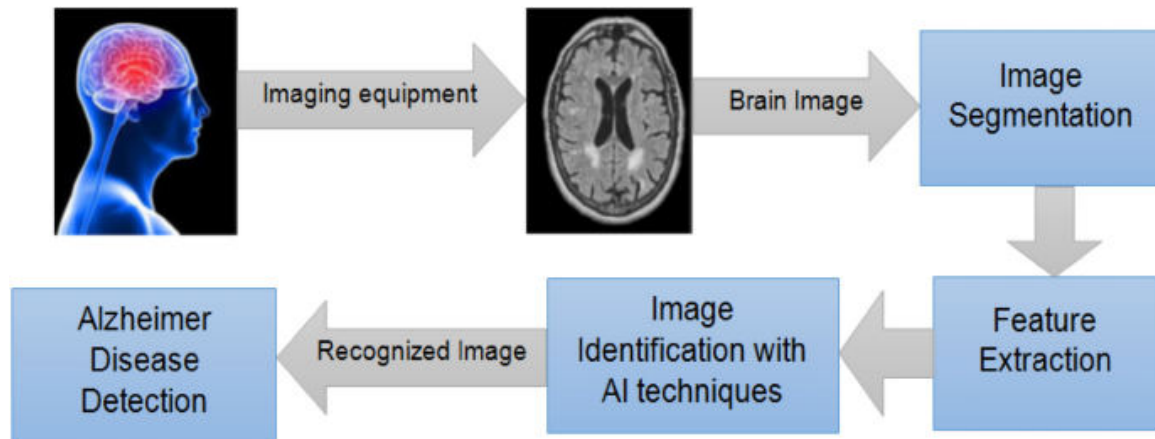 Imaging equipment
Brain Image
Image
Segmentation
Feature
Extraction
Image
Identification with
AI techniques
Recognized Image
Alzheimer
Disease
Detection